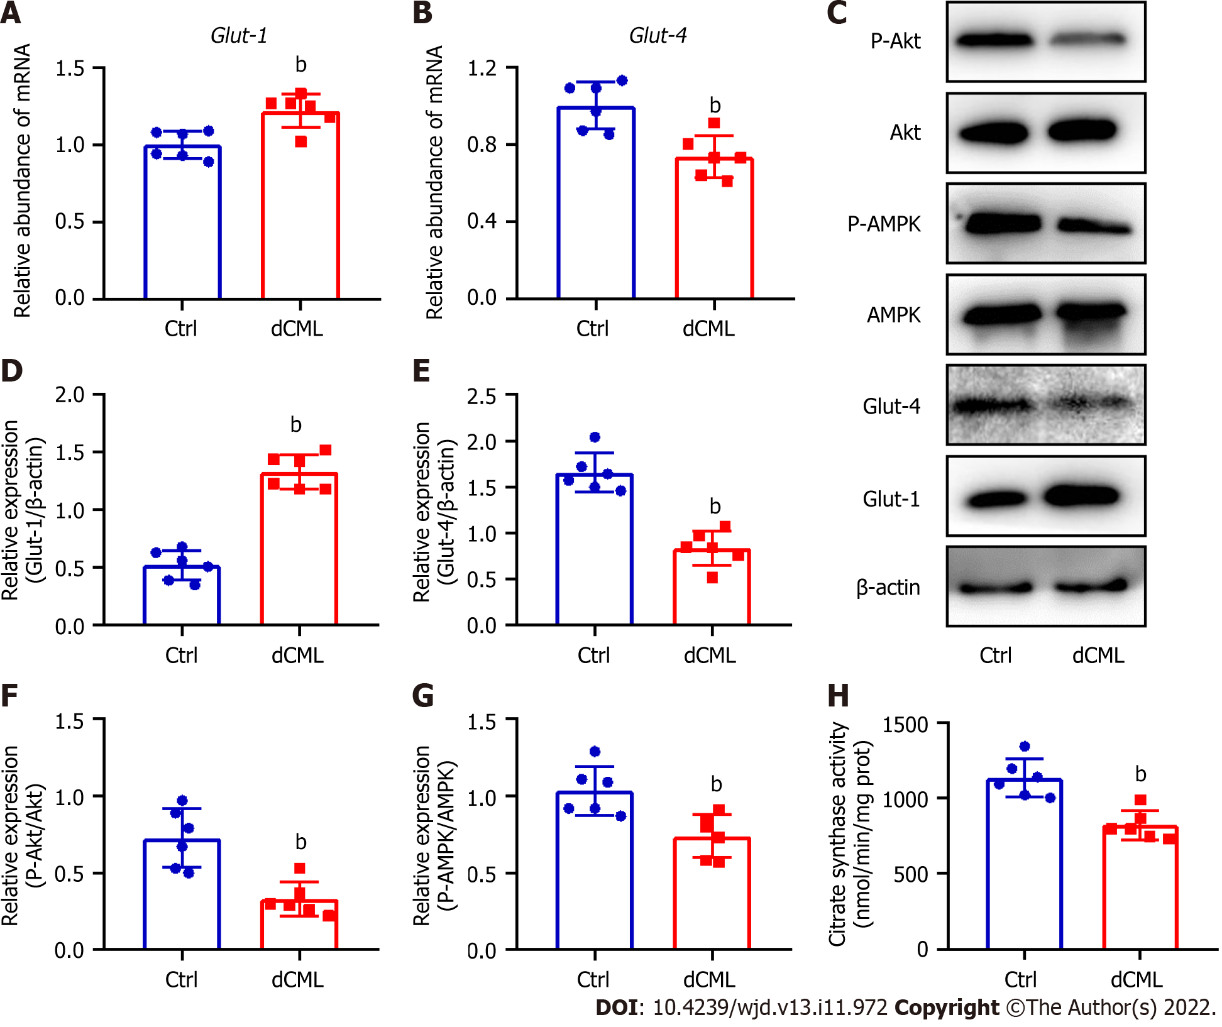 A
Glut-1
Relative abundance of mRNA
1.5
1.0
0.5
0.0
b
Ctrl
dCML
B
Glut-4
Relative abundance of mRNA
1.2
0.8
0.4
0.0
b
Ctrl
dCML
C
P-Akt
Akt
P-AMPK
AMPK
Glut-4
Glut-1
β-actin
Ctrl
dCML
D
Relative expression
(Glut-1/β-actin)
2.0
1.5
1.0
0.5
0.0
b
Ctrl
dCML
E
Relative expression
(Glut-4/β-actin)
2.5
2.0
1.5
1.0
0.5
0.0
b
Ctrl
dCML
F
Relative expression
(P-Akt/Akt)
1.5
1.0
0.5
0.0
b
Ctrl
dCML
G
Relative expression
(P-AMPK/AMPK)
1.5
1.0
0.5
0.0
b
Ctrl
dCML
H
Citrate synthase activity
(nmol/min/mg prot)
1500
1000
500
0
b
Ctrl
dCML
DOI: 10.4239/wjd.v13.i11.972 Copyright ©The Author(s) 2022.